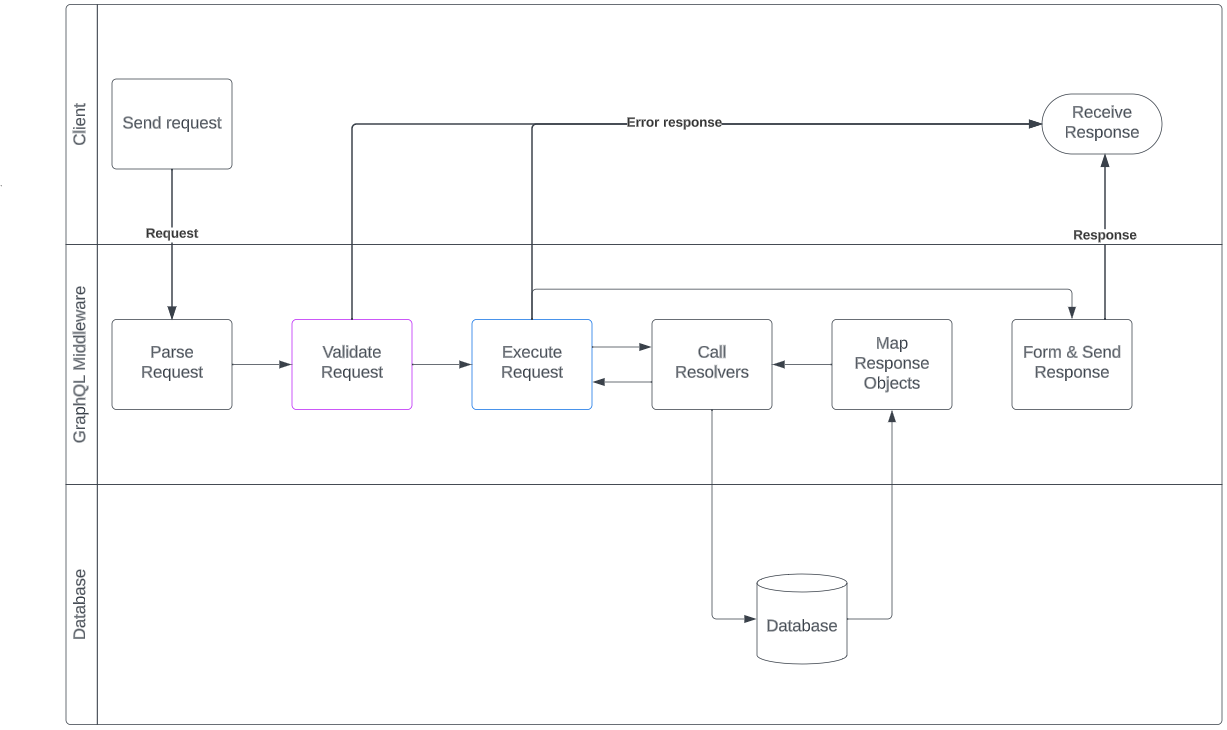 Client
Send request
Error response
Receive
Response
Request
Response
GraphQL Middleware
Parse
Request
Validate
Request
Execute
Request
Call
Resolvers
Map
Response
Objects
Form & Send
Response
Database
Database